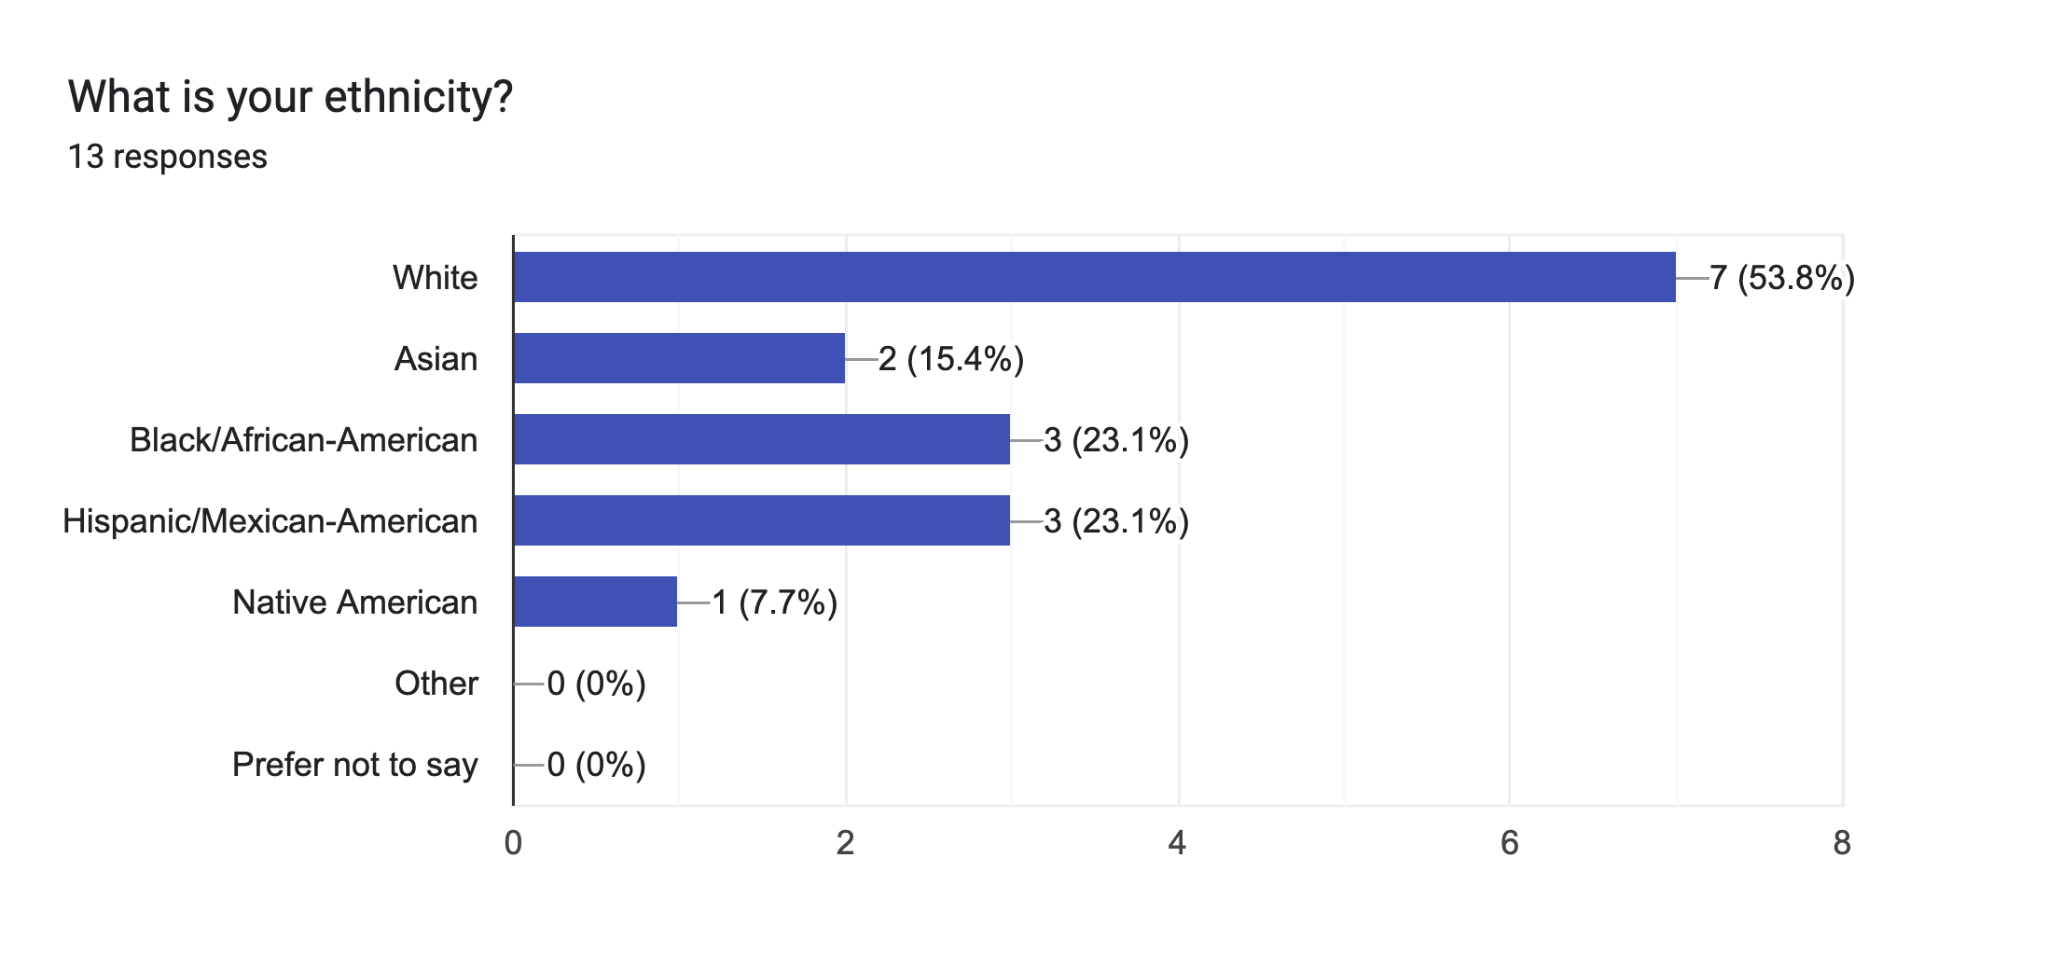 What is your ethnicity?
13 responses
White 7 (53.8%)
Asian 2 (15.4%)
Black/African-American 3 (23.1%)
Hispanic/Mexican-American 3 (23.1%)
Native American 1 (7.7%)
Other 0 (0%)
Prefer not to say 0 (0%)
0 2 4 6 8